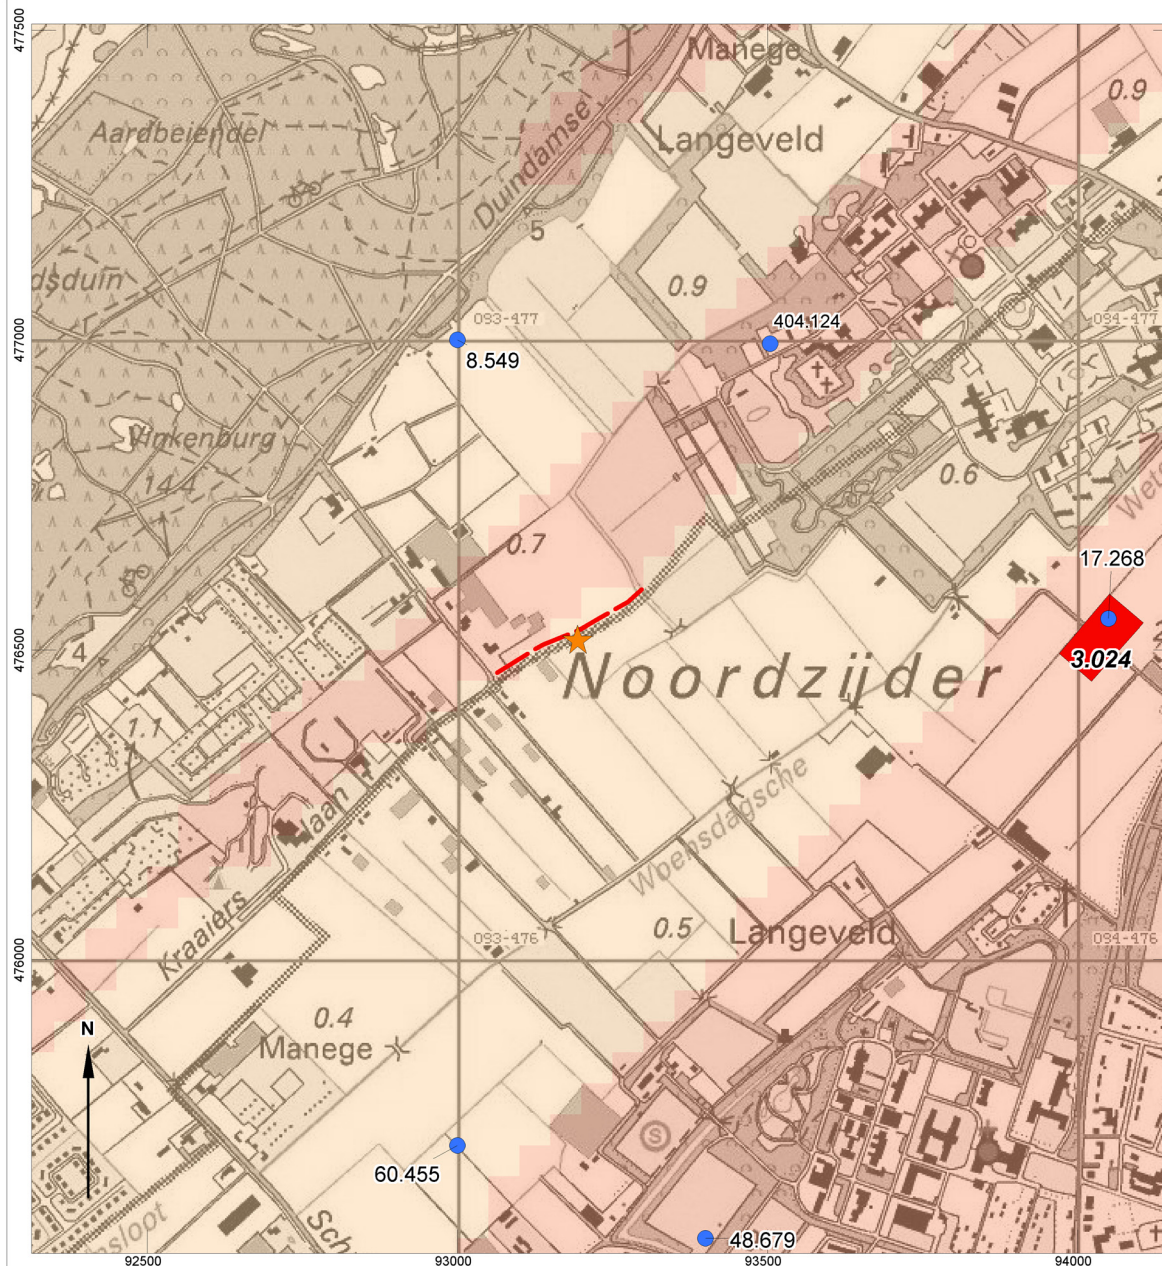 477500
Manege
0.9
Aardbeiendel
Duindamse
Langeveld
5
dsduin
0.9
093-477
404.124
094-477
477000
8.549
Vinkenburg
14.4
0.6
0.7
17.268
476500
4
Noordzijder
3.024
1.1
laan
Woensdagsche
Kraaiers
0.5
Langeveld
093-476
094-476
476000
N
0.4
Manege
S
60.455
nsloot
Sch
48.679
92500
93000
93500
94000